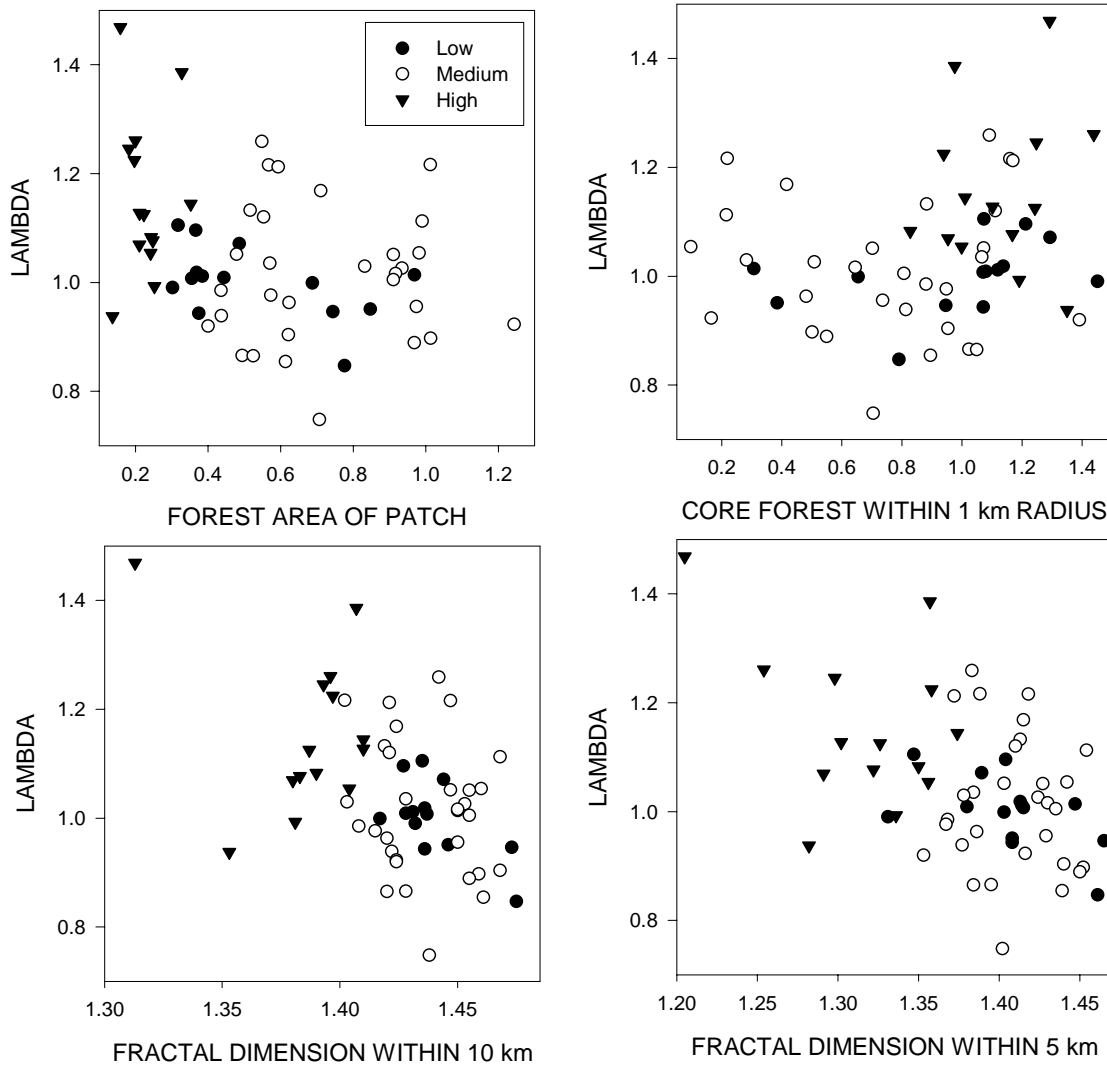 1.4
1.2
1.0
0.8
LAMBDA
Low
Medium
High
0.2 0.4 0.6 0.8 1.0 1.2
FOREST AREA OF PATCH
1.4
1.2
1.0
0.8
LAMBDA
0.2 0.4 0.6 0.8 1.0 1.2 1.4
CORE FOREST WITHIN 1 km RADIUS
1.4
1.2
1.0
0.8
LAMBDA
1.30 1.35 1.40 1.45
FRACTAL DIMENSION WITHIN 10 km
1.4
1.2
1.0
0.8
LAMBDA
1.20 1.25 1.30 1.35 1.40 1.45
FRACTAL DIMENSION WITHIN 5 km